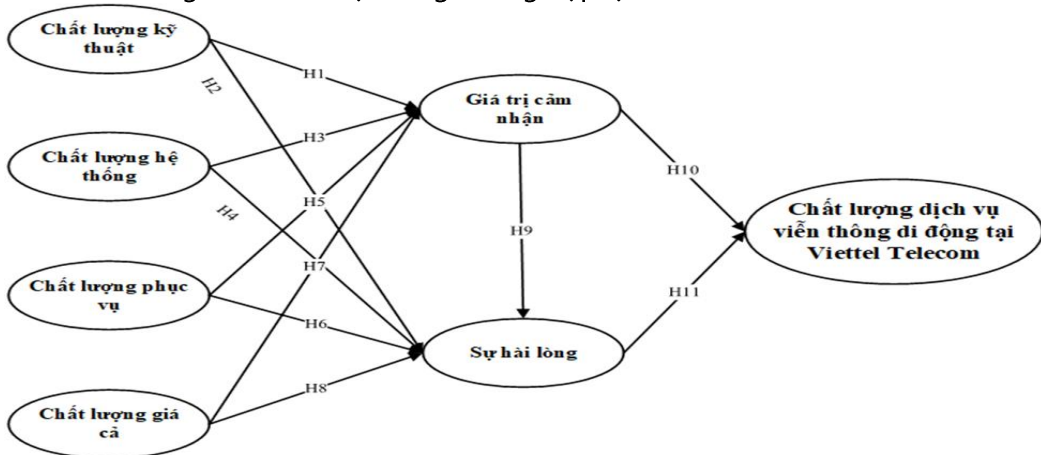 Chất lượng kỹ
thuật
H1
H2
Giá trị cảm
nhận
H3
Chất lượng hệ
thống
H10
H5
H4
Chất lượng dịch vụ
viễn thông di động tại
Viettel Telecom
H9
H7
Chất lượng phục
vụ
H11
H6
Sự hài lòng
H8
Chất lượng giá
cả